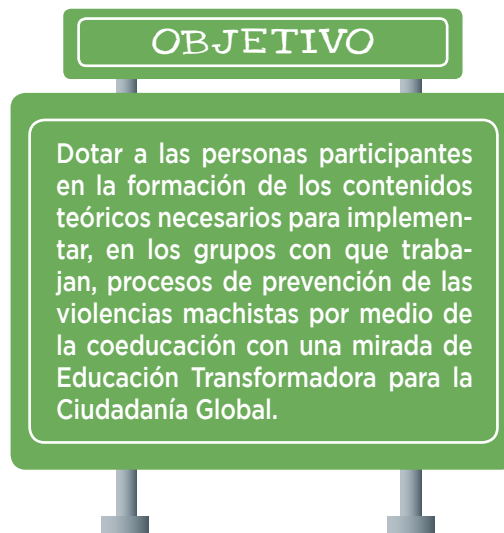 OBJETIVO
Dotar a las personas participantes
en la formación de los contenidos
teóricos necesarios para implemen-
tar, en los grupos con que traba-
jan, procesos de prevención de las
violencias machistas por medio de
la coeducación con una mirada de
Educación Transformadora para la
Ciudadanía Global.